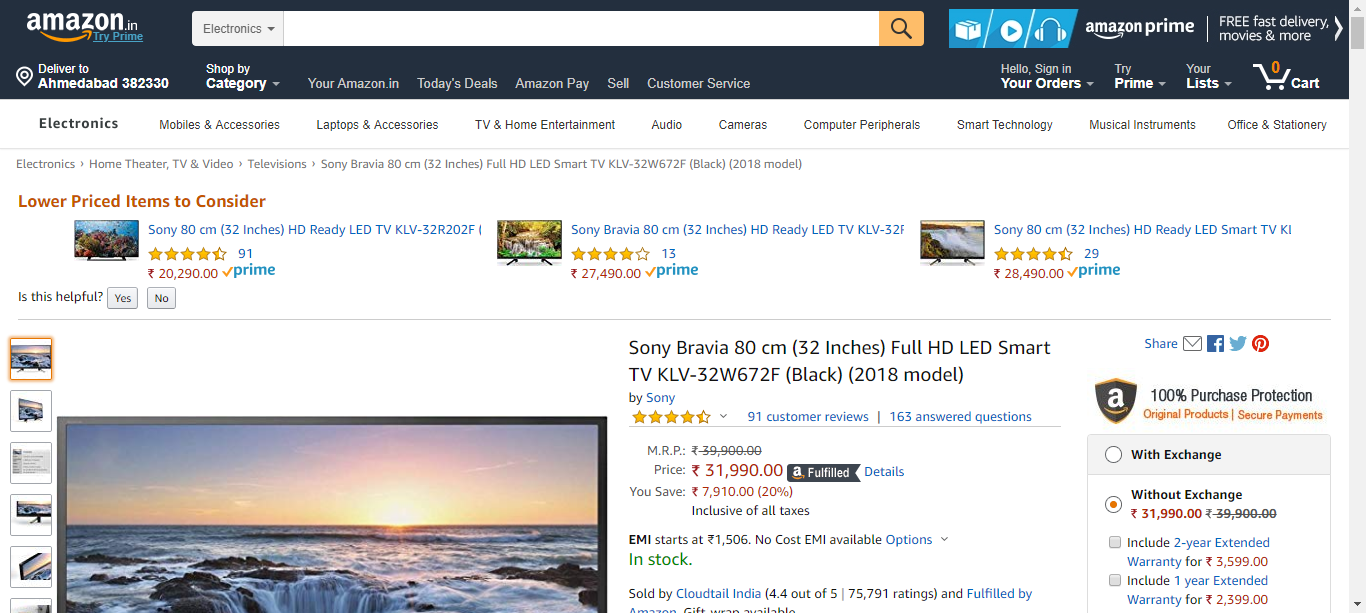 amazon.in
Try Prime
Electronics
amazon prime
FREE fast delivery, movies & more
Deliver to
Ahmedabad 382330
Shop by
Category
Your Amazon.in
Today's Deals
Amazon Pay
Sell
Customer Service
Hello, Sign in
Your Orders
Try
Prime
Your
Lists
0
Cart
Electronics
Mobiles & Accessories
Laptops & Accessories
TV & Home Entertainment
Audio
Cameras
Computer Peripherals
Smart Technology
Musical Instruments
Office & Stationery
Electronics › Home Theater, TV & Video › Televisions › Sony Bravia 80 cm (32 Inches) Full HD LED Smart TV KLV-32W672F (Black) (2018 model)
Lower Priced Items to Consider
Sony 80 cm (32 Inches) HD Ready LED TV KLV-32R202F (
91
₹ 20,290.00 prime
Sony Bravia 80 cm (32 Inches) HD Ready LED TV KLV-32F
13
₹ 27,490.00 prime
Sony 80 cm (32 Inches) HD Ready LED Smart TV Kl
29
₹ 28,490.00 prime
Is this helpful? Yes No
Sony Bravia 80 cm (32 Inches) Full HD LED Smart
TV KLV-32W672F (Black) (2018 model)
by Sony
91 customer reviews | 163 answered questions
M.R.P.: ₹ 39,900.00
Price: ₹ 31,990.00 a Fulfilled Details
You Save: ₹ 7,910.00 (20%)
Inclusive of all taxes
EMI starts at ₹1,506. No Cost EMI available Options
In stock.
Sold by Cloudtail India (4.4 out of 5 | 75,791 ratings) and Fulfilled by
Amazon. Gift-wrap available.
Share
a
100% Purchase Protection
Original Products | Secure Payments
With Exchange
Without Exchange
₹ 31,990.00 ₹ 39,900.00
Include 2-year Extended
Warranty for ₹ 3,599.00
Include 1 year Extended
Warranty for ₹ 2,399.00